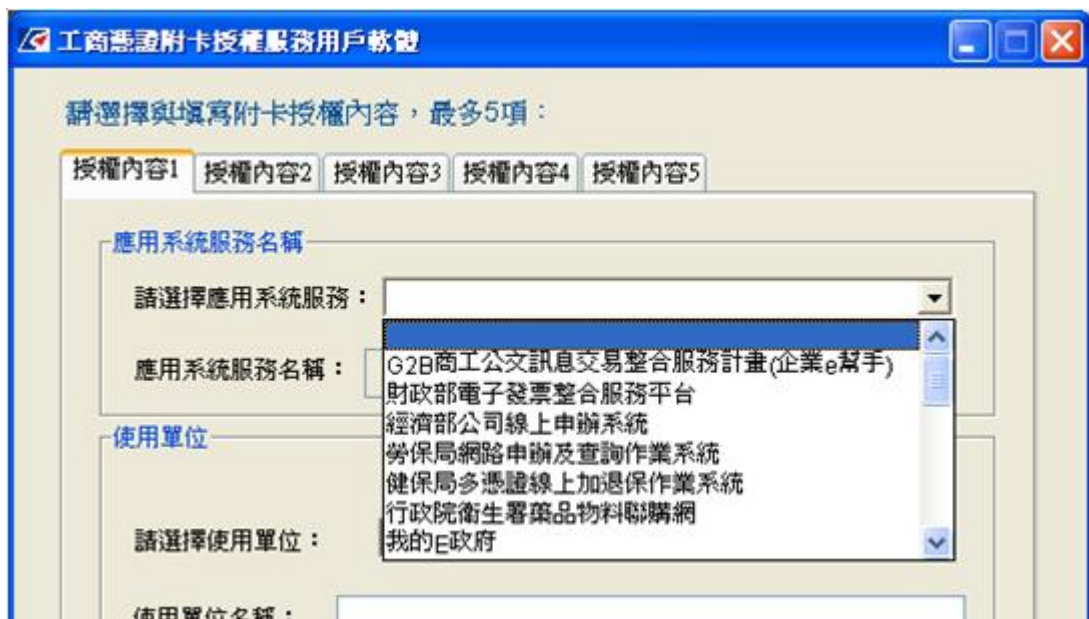 工商憑證附卡授權服務用戶軟體
請選擇與填寫附卡授權內容，最多5項：
授權內容1 授權內容2 授權內容3 授權內容4 授權內容5
應用系統服務名稱
請選擇應用系統服務：
應用系統服務名稱：
G2B商工公文訊息交易整合服務計畫(企業e幫手)
財政部電子發票整合服務平台
經濟部公司線上申辦系統
勞保局網路申辦及查詢作業系統
健保局多憑證線上加退保作業系統
行政院衛生署藥品物料聯購網
我的E政府
使用單位
請選擇使用單位：
使用單位名稱：